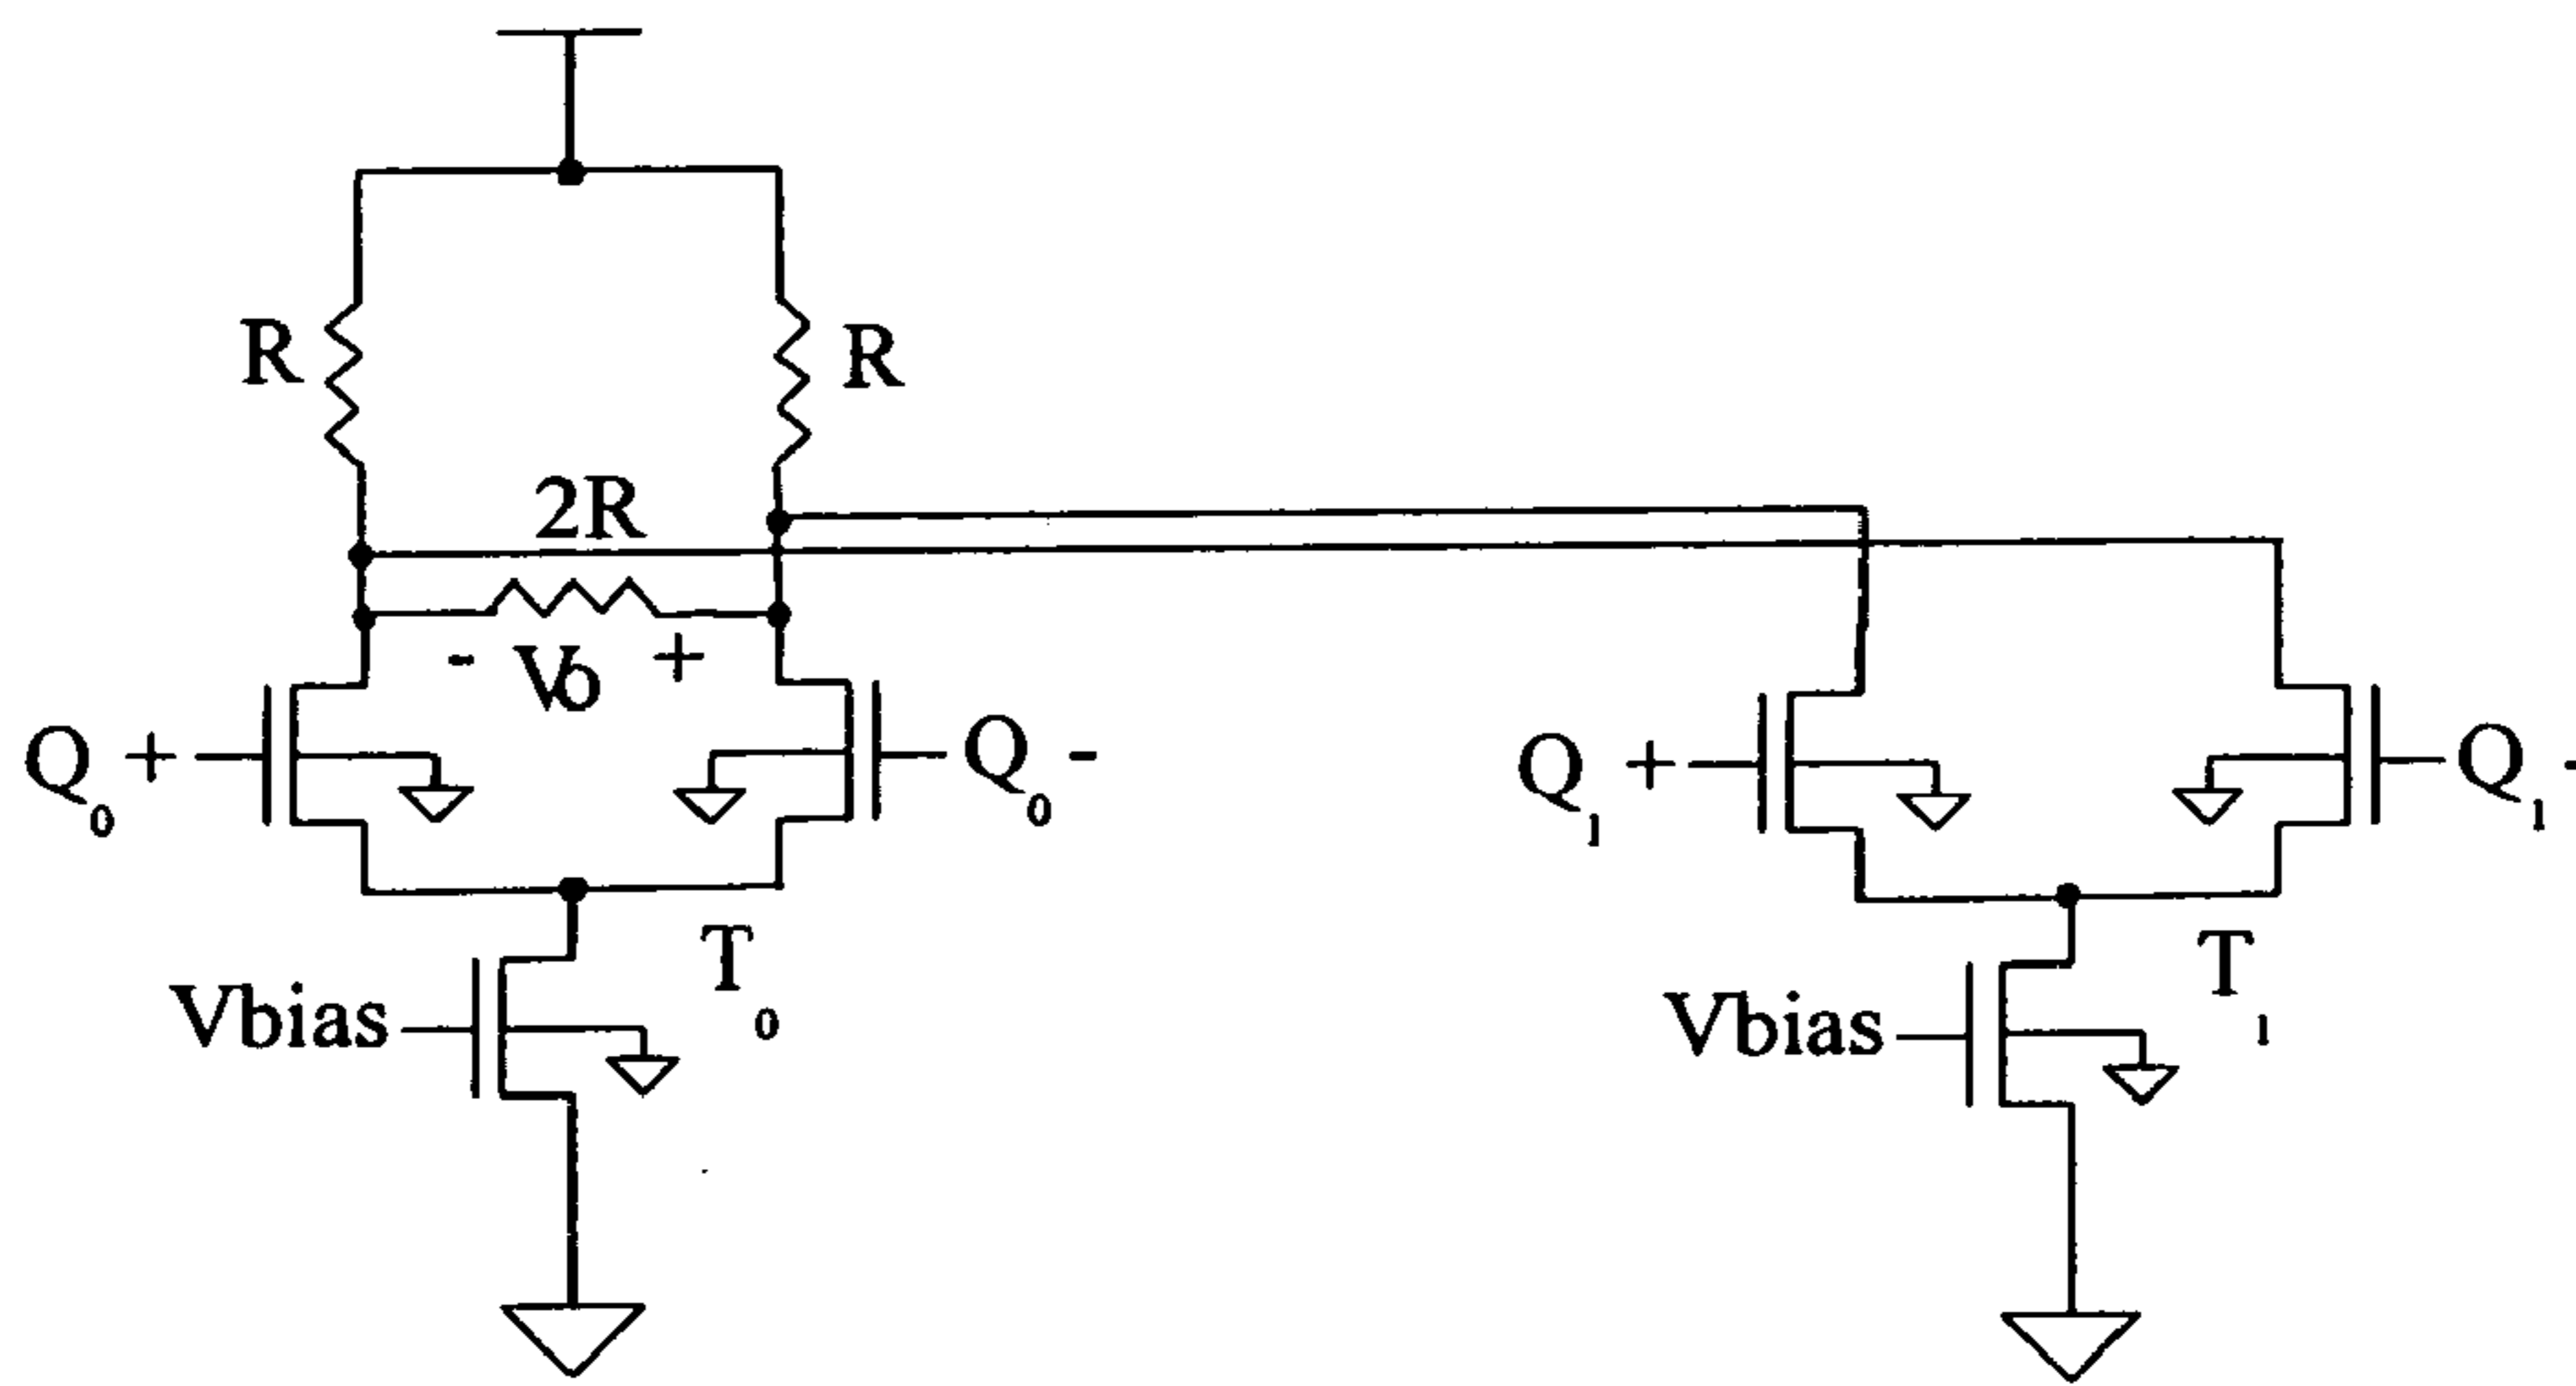 R R
2R
- Vo +
Q0 + Q0 - Q1 + Q1 -
T0 T1
Vbias Vbias